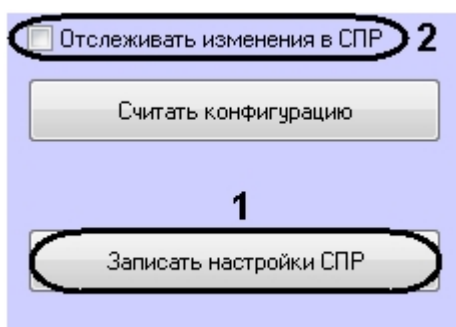 Отслеживать изменения в СПР 2
Считать конфигурацию
1
Записать настройки СПР